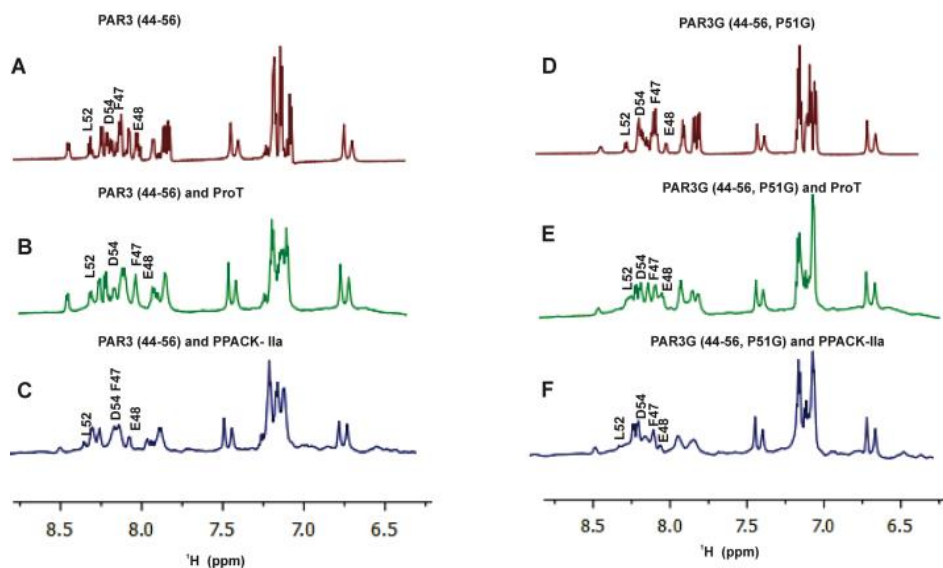 PAR3 (44-56)
A
L52
D54
F47
E48
PAR3 (44-56) and ProT
B
L52
D54
F47
E48
PAR3 (44-56) and PPACK- IIa
C
L52
D54 F47
E48
8.5 8.0 7.5 7.0 6.5
¹H (ppm)
PAR3G (44-56, P51G)
D
L52
D54
F47
E48
PAR3G (44-56, P51G) and ProT
E
L52
D54
F47
E48
PAR3G (44-56, P51G) and PPACK-IIa
F
L52
D54
F47
E48
8.5 8.0 7.5 7.0 6.5
¹H (ppm)